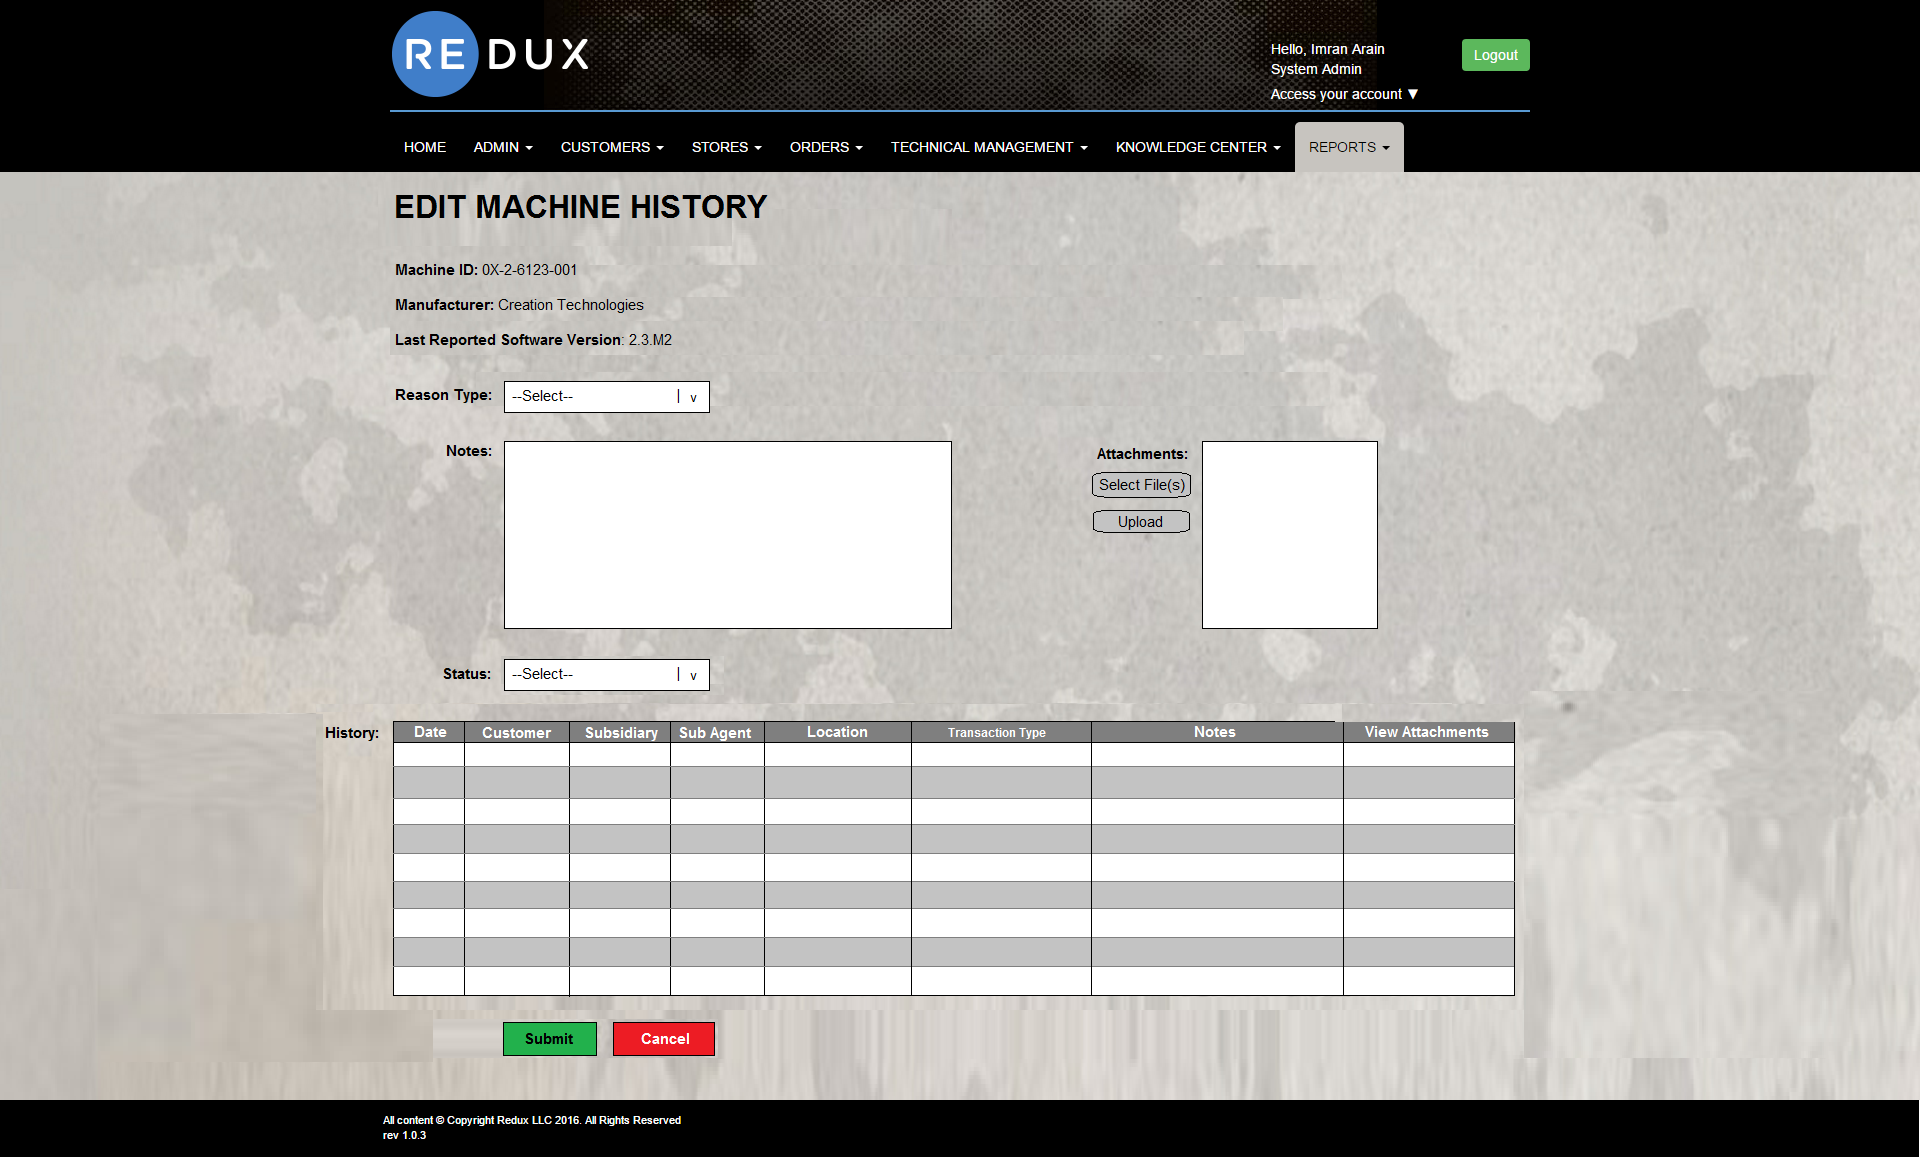 REDUX
Hello, Imran Arain
System Admin
Access your account ▼
Logout
HOME ADMIN CUSTOMERS STORES ORDERS TECHNICAL MANAGEMENT KNOWLEDGE CENTER REPORTS
EDIT MACHINE HISTORY
Machine ID: 0X-2-6123-001
Manufacturer: Creation Technologies
Last Reported Software Version: 2.3.M2
Reason Type: --Select-- | v
Notes:
Attachments:
Select File(s)
Upload
Status: --Select-- | v
History: Date Customer Subsidiary Sub Agent Location Transaction Type Notes View Attachments
Submit Cancel
All content © Copyright Redux LLC 2016. All Rights Reserved
rev 1.0.3